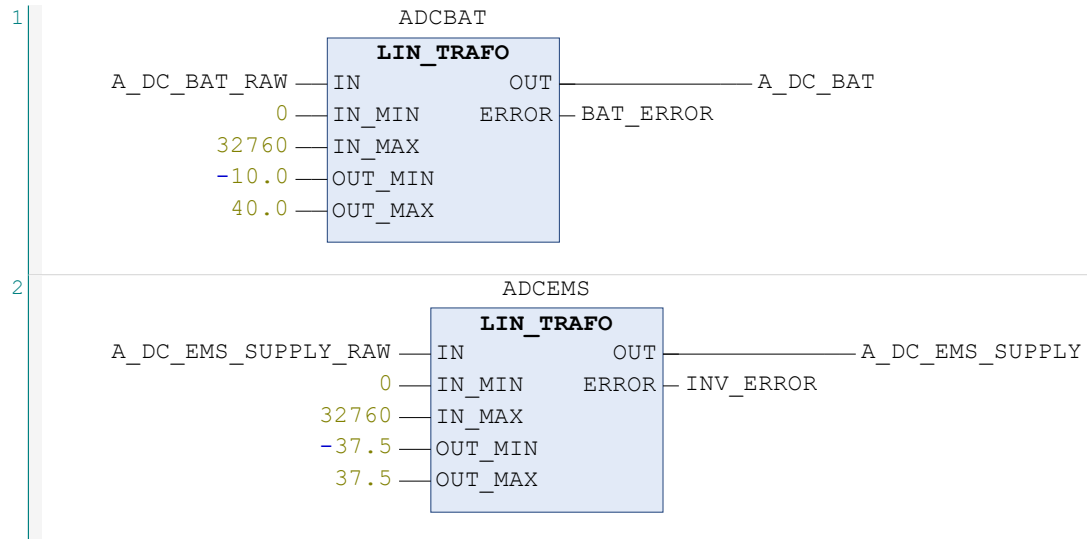 1
ADCBAT
LIN_TRAFO
A_DC_BAT_RAW IN OUT A_DC_BAT
0 IN_MIN ERROR BAT_ERROR
32760 IN_MAX
-10.0 OUT_MIN
40.0 OUT_MAX
2
ADCEMS
LIN_TRAFO
A_DC_EMS_SUPPLY_RAW IN OUT A_DC_EMS_SUPPLY
0 IN_MIN ERROR INV_ERROR
32760 IN_MAX
-37.5 OUT_MIN
37.5 OUT_MAX